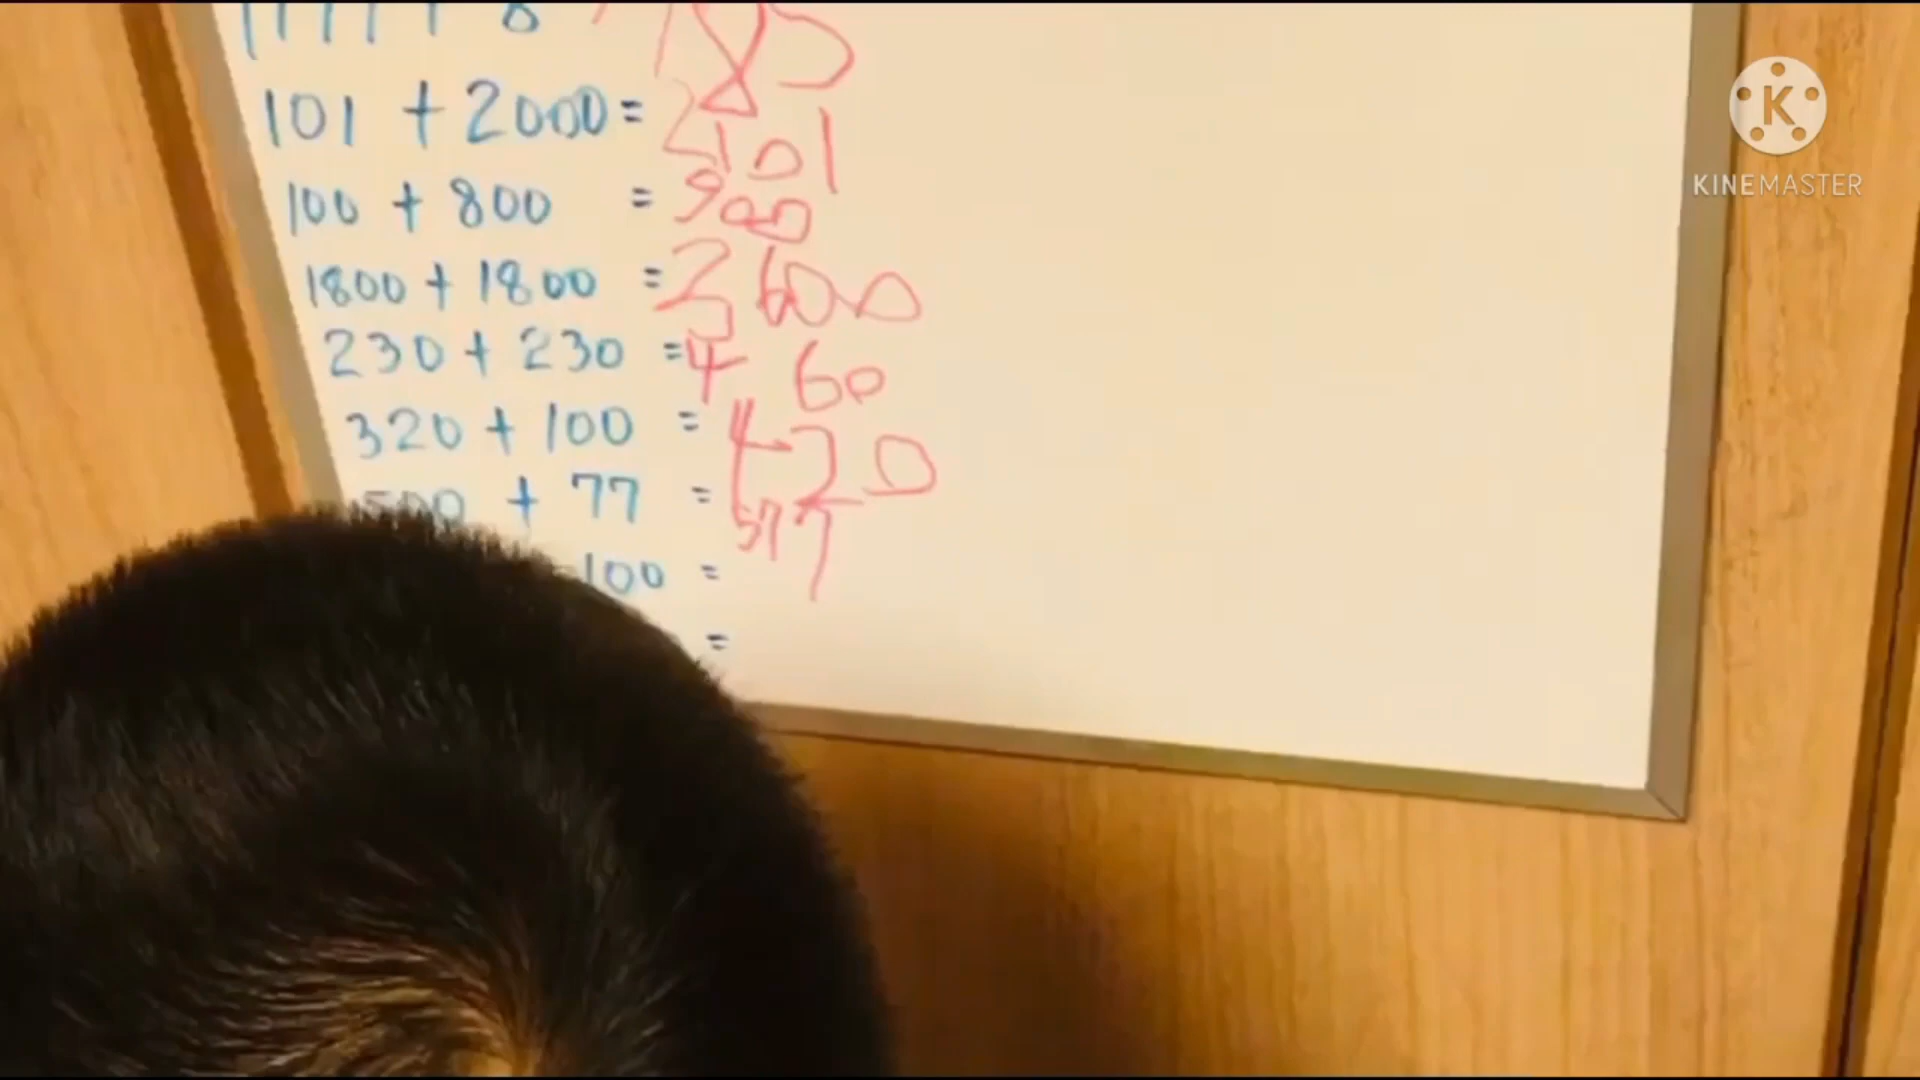 101 + 2000 = 2101
100 + 800 = 900
1800 + 1800 = 3600
230 + 230 = 460
320 + 100 = 420
500 + 77 = 577
100 =
=
K
KINEMASTER